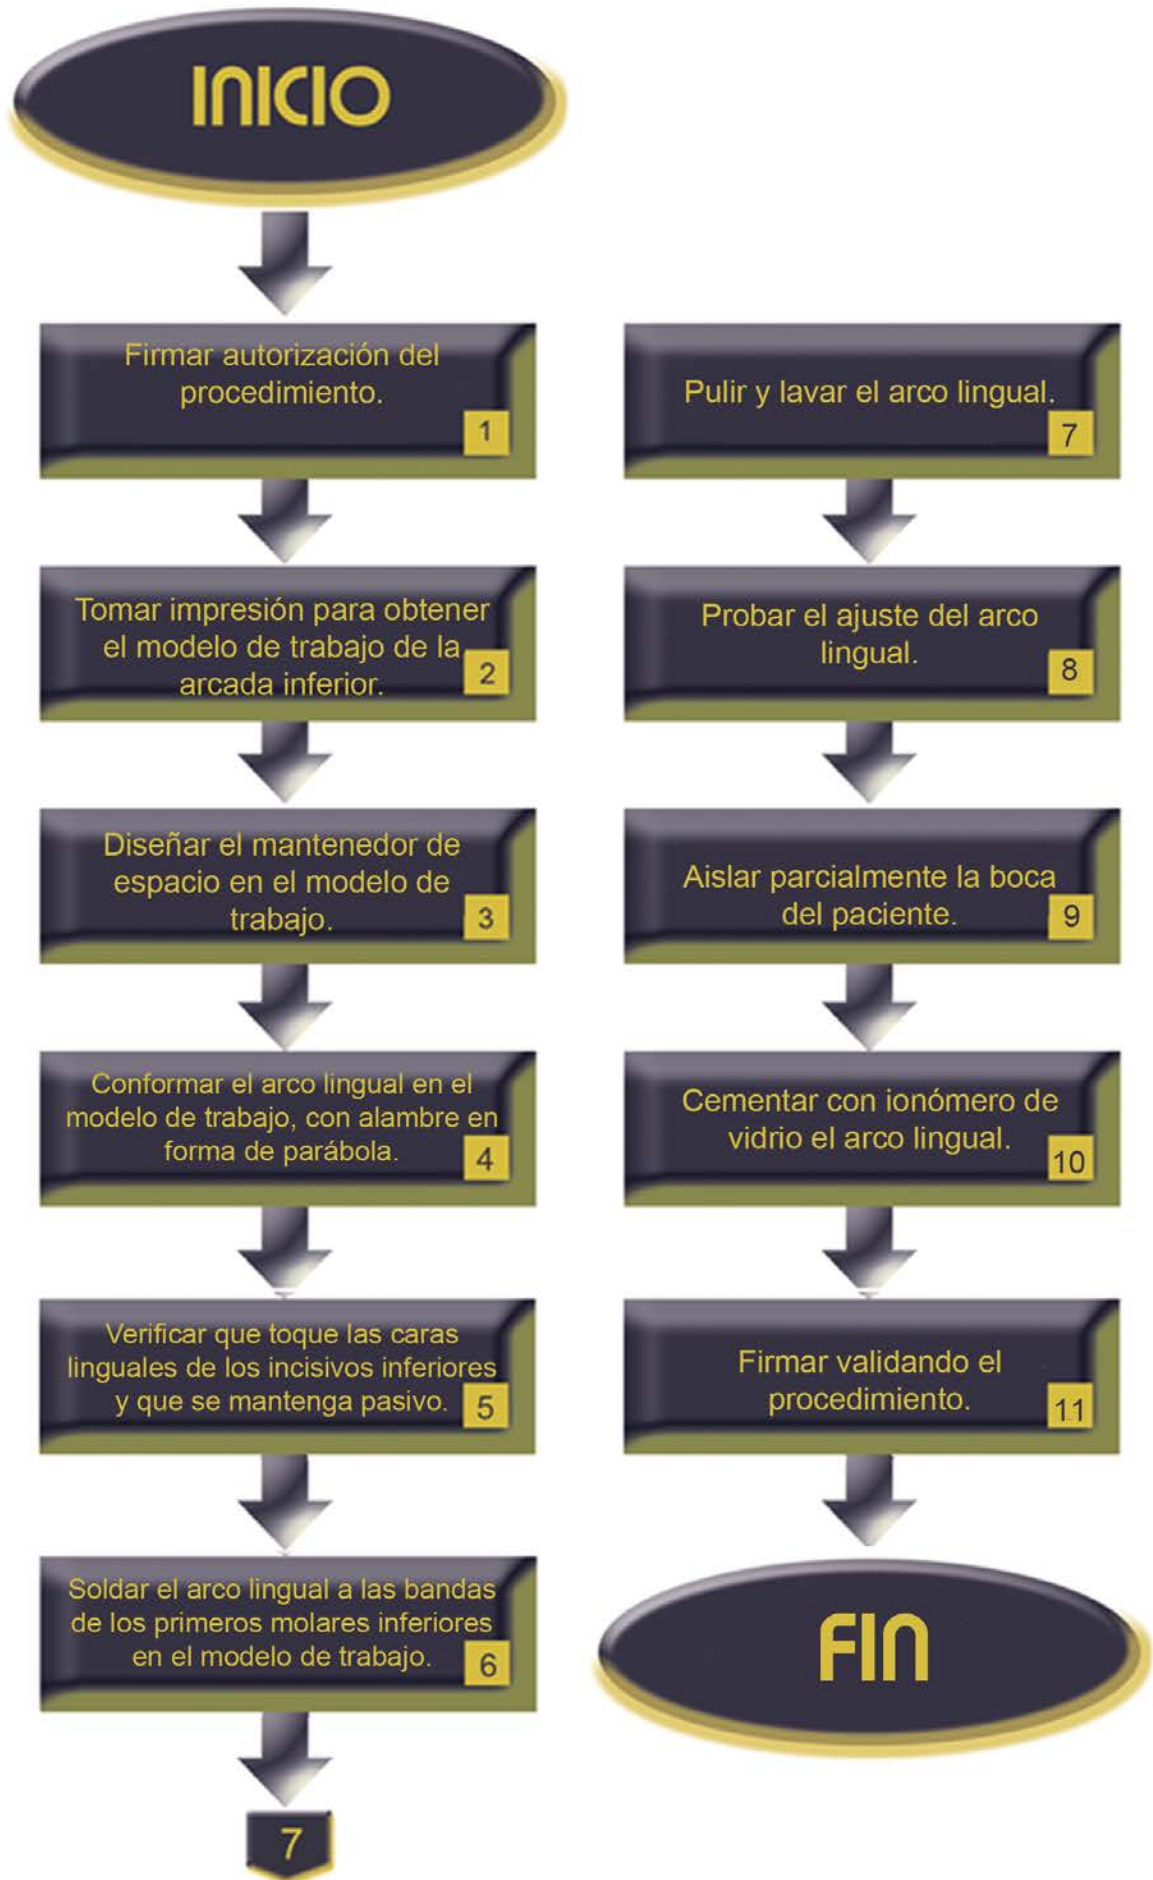 INICIO
Firmar autorización del
procedimiento.
1
Tomar impresión para obtener
el modelo de trabajo de la
arcada inferior.
2
Diseñar el mantenedor de
espacio en el modelo de
trabajo.
3
Conformar el arco lingual en el
modelo de trabajo, con alambre en
forma de parábola.
4
Verificar que toque las caras
linguales de los incisivos inferiores
y que se mantenga pasivo.
5
Soldar el arco lingual a las bandas
de los primeros molares inferiores
en el modelo de trabajo.
6
7
Pulir y lavar el arco lingual.
7
Probar el ajuste del arco
lingual.
8
Aislar parcialmente la boca
del paciente.
9
Cementar con ionómero de
vidrio el arco lingual.
10
Firmar validando el
procedimiento.
11
FIN